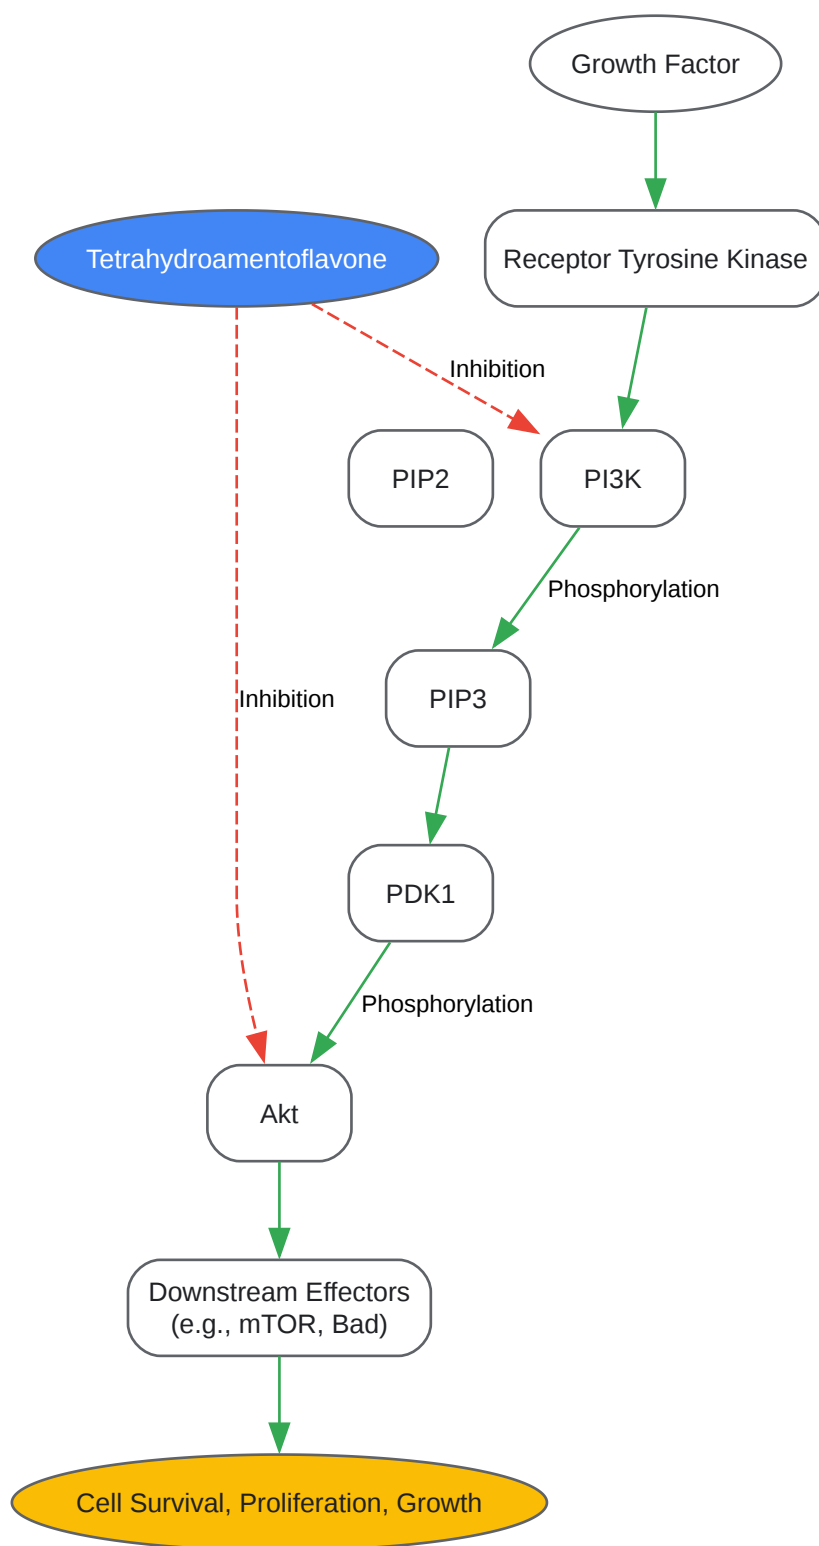 Growth Factor
Tetrahydroamentoflavone
Receptor Tyrosine Kinase
Inhibition
PIP2
PI3K
Phosphorylation
PIP3
Inhibition
PDK1
Phosphorylation
Akt
Downstream Effectors
(e.g., mTOR, Bad)
Cell Survival, Proliferation, Growth